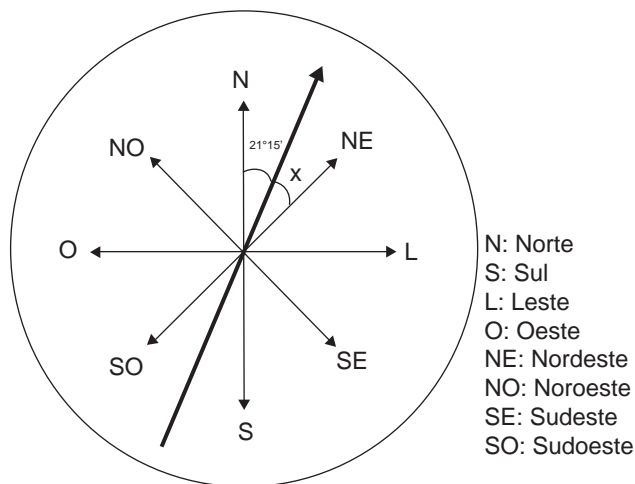 N
21°15'
NE
NO
x
O
L
SO
SE
S
N: Norte
S: Sul
L: Leste
O: Oeste
NE: Nordeste
NO: Noroeste
SE: Sudeste
SO: Sudoeste